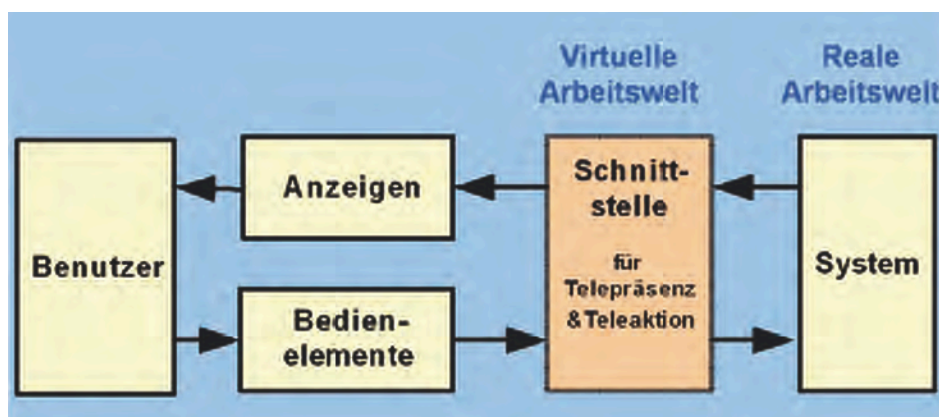 Virtuelle
Arbeitswelt
Reale
Arbeitswelt
Benutzer
Anzeigen
Bedien-
elemente
Schnitt-
stelle
für
Telepräsenz
&Teleaktion
System